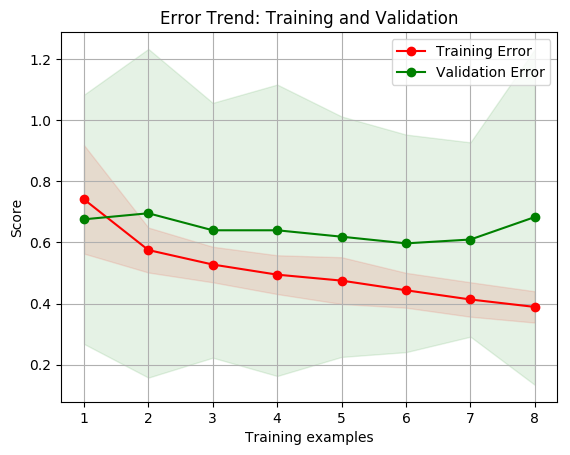 Error Trend: Training and Validation
Training Error
Validation Error
1.2
1.0
0.8
0.6
0.4
0.2
Score
1 2 3 4 5 6 7 8
Training examples